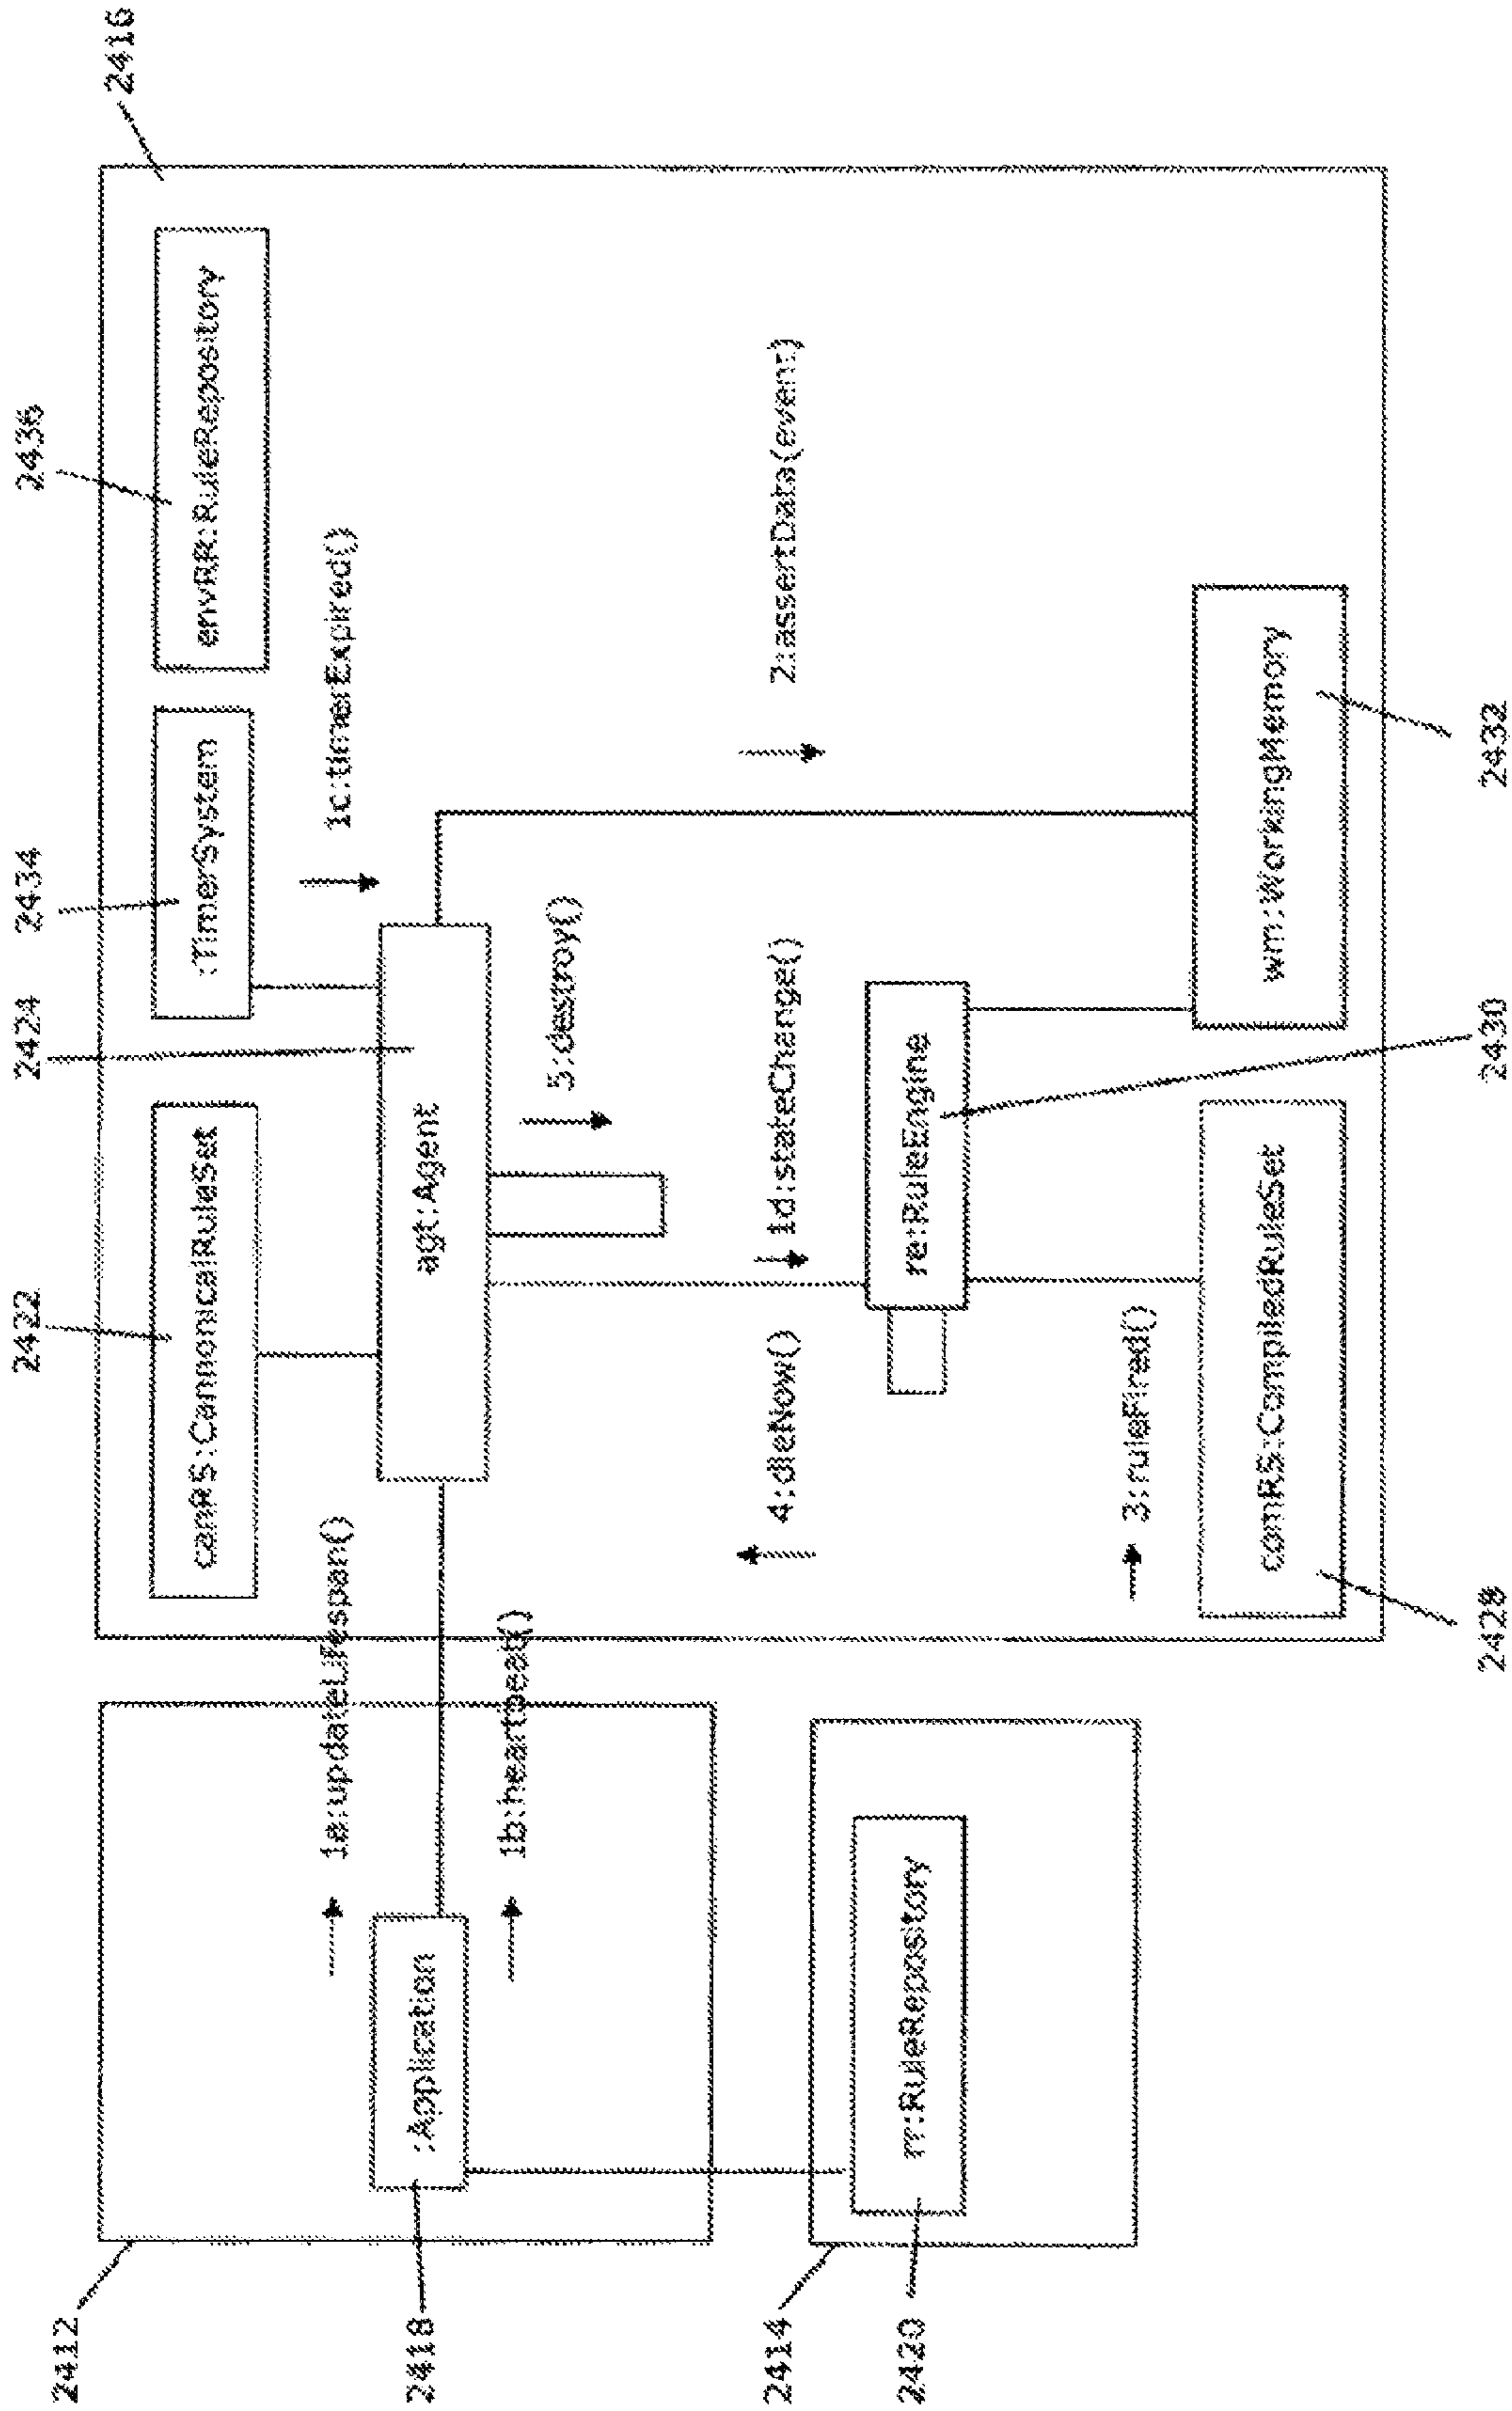 2416
2436
2434
2424
2422
envRR:RuleRepository
:TimerSystem
canRS:CannonicalRuleSet
1c:timerExpired()
1a:updateLifespan()
agt:Agent
1b:heartbeat()
5:destroy()
2:assertData(event)
1d:stateChange()
4:dieNow()
re:RuleEngine
3:ruleFired()
wm:WorkingMemory
comRS:CompiledRuleSet
2432
2430
2428
2412
:Application
2418
2414
rr:RuleRepository
2420